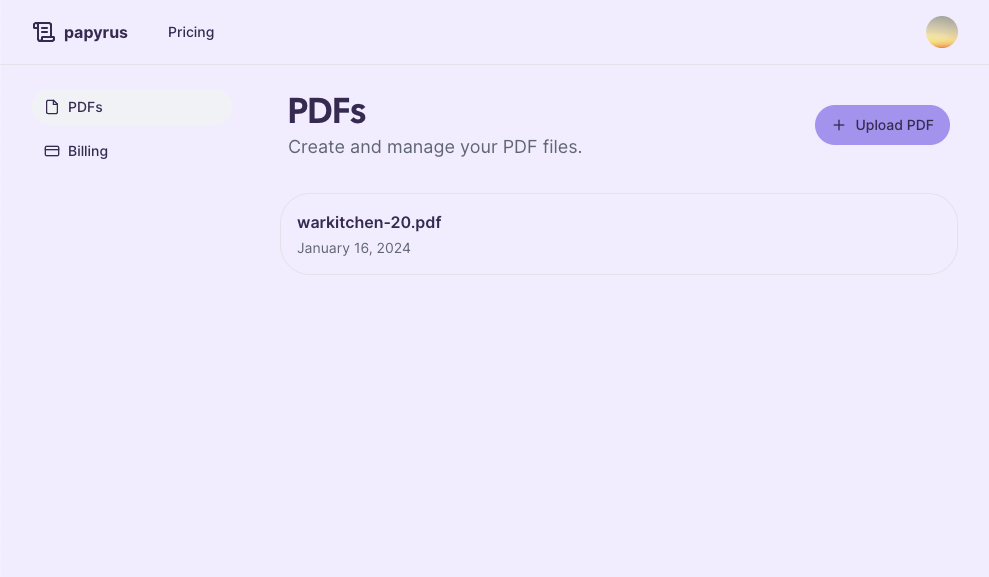 papyrus
Pricing
PDFs
Billing
PDFs
Create and manage your PDF files.
Upload PDF
warkitchen-20.pdf
January 16, 2024